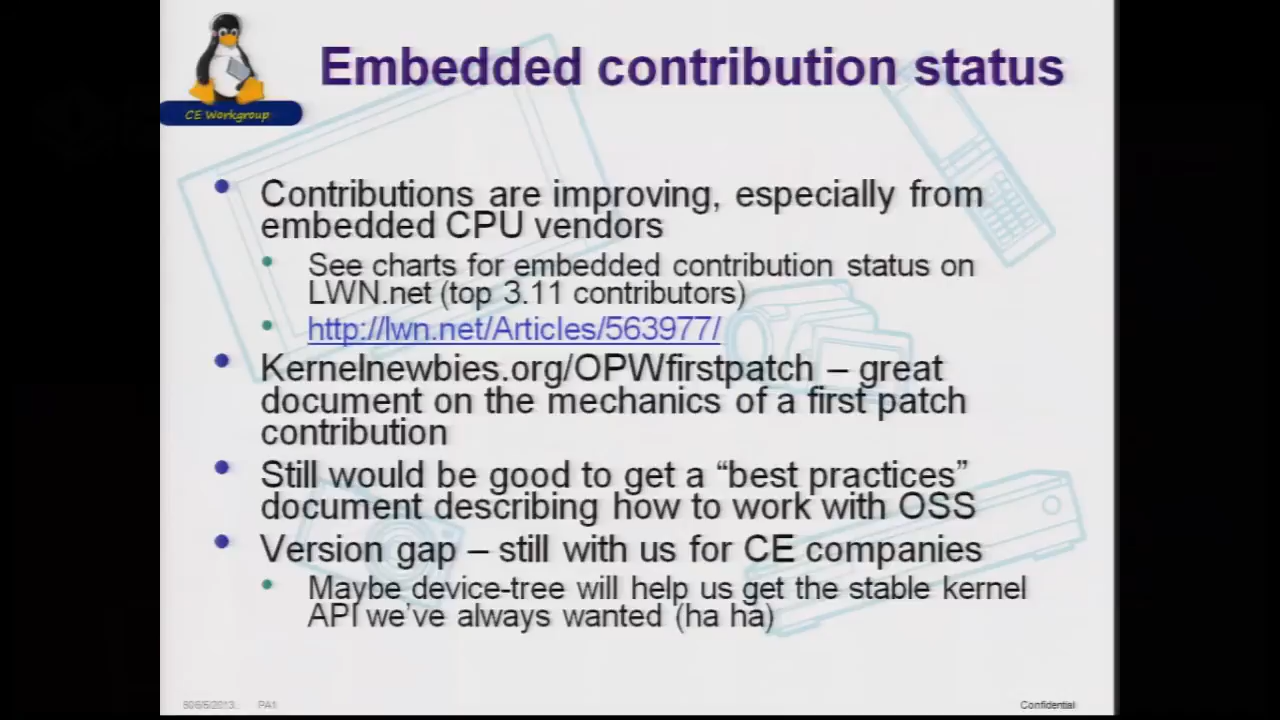 Embedded contribution status
CE Workgroup
• Contributions are improving, especially from
embedded CPU vendors
• See charts for embedded contribution status on
LWN.net (top 3.11 contributors)
• http://lwn.net/Articles/563977/
• Kernelnewbies.org/OPWfirstpatch – great
document on the mechanics of a first patch
contribution
• Still would be good to get a “best practices”
document describing how to work with OSS
• Version gap – still with us for CE companies
• Maybe device-tree will help us get the stable kernel
API we’ve always wanted (ha ha)
PA1
Confidential